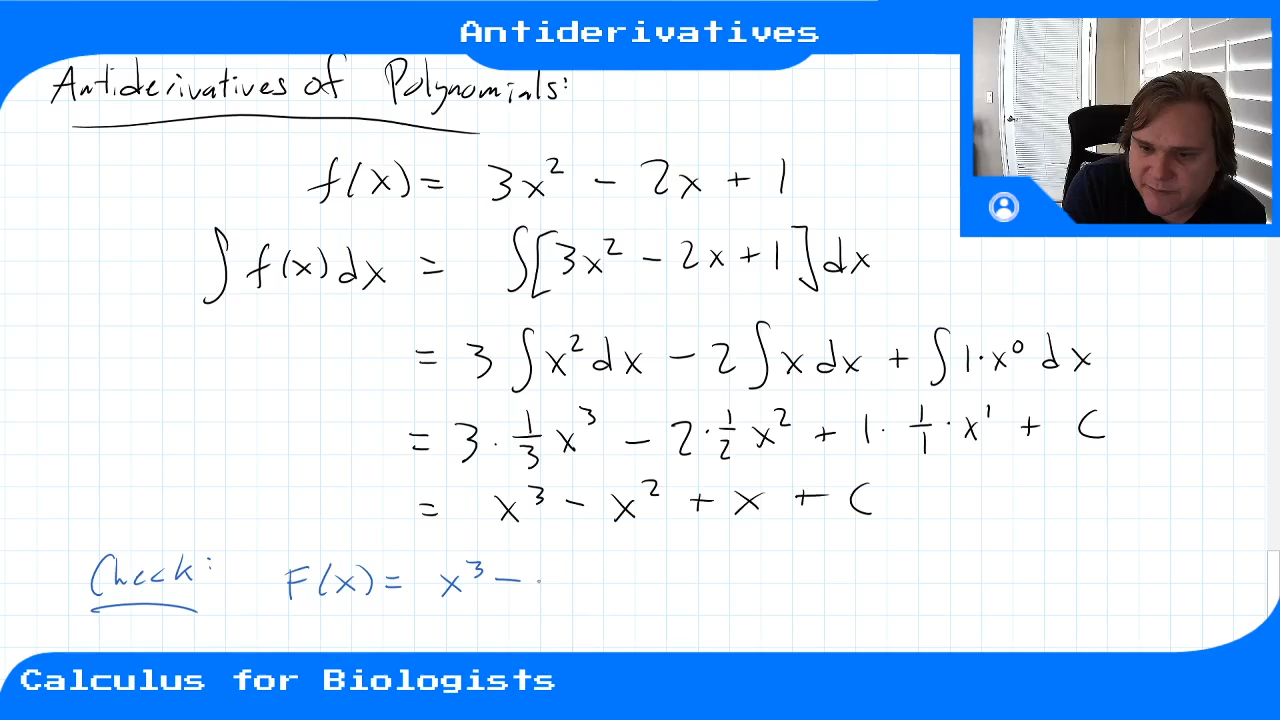 Antiderivatives
Antiderivatives of Polynomials:
f(x) = 3x² - 2x + 1
∫ f(x) dx = ∫[3x² - 2x + 1] dx
= 3 ∫ x² dx - 2 ∫ x dx + ∫ 1·x⁰ dx
= 3 · 1/3 x³ - 2 · 1/2 x² + 1 · 1/1 · x¹ + C
= x³ - x² + x + C
Check: F(x) = x³ -
Calculus for Biologists